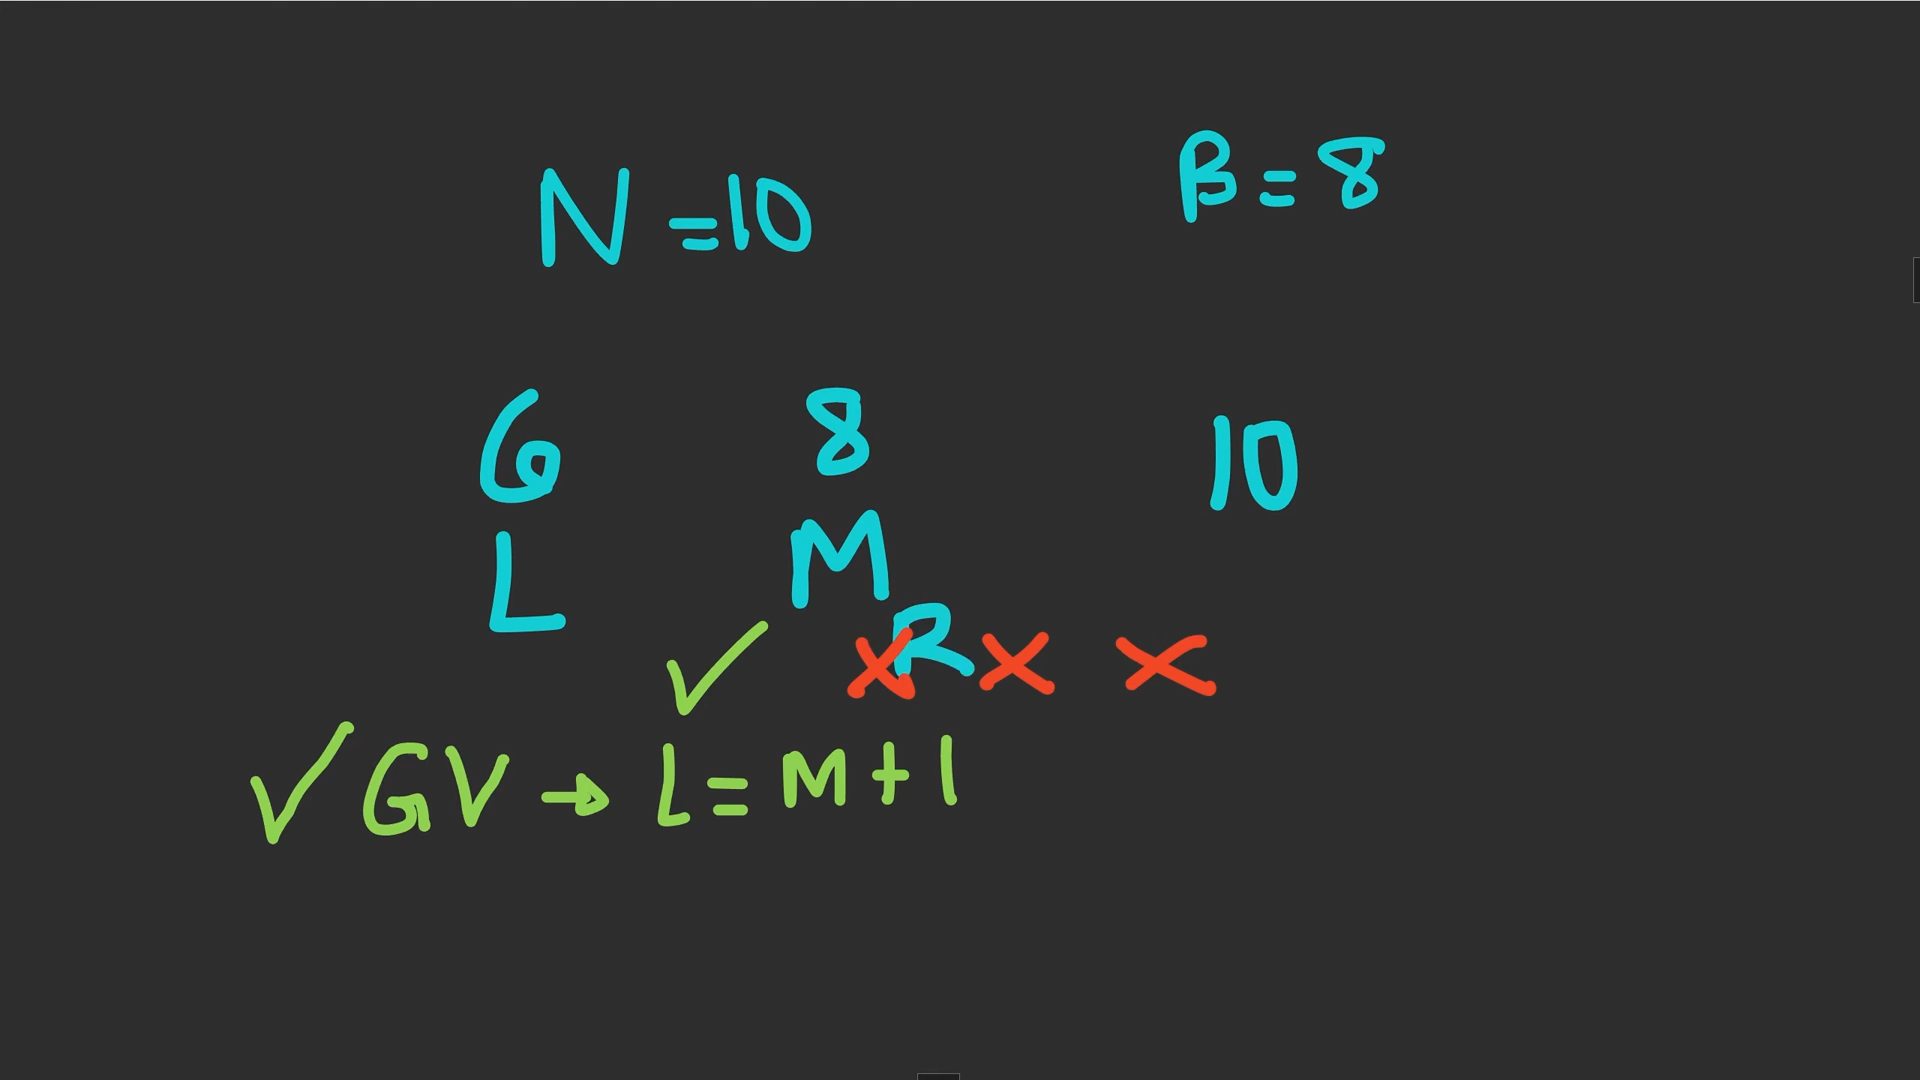 N = 10 β = 8
6 8 10
L M
R
✓ X X X
✓ GV → L = M + 1